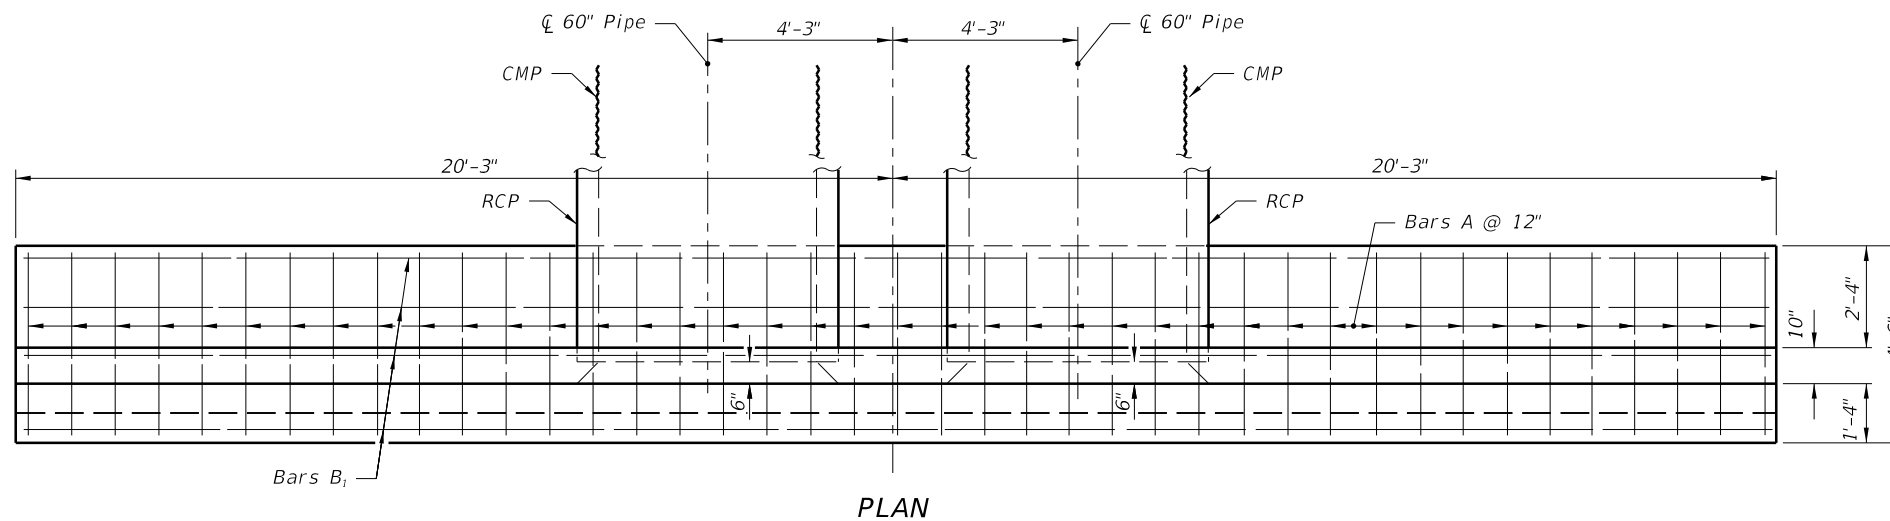 ℄ 60" Pipe
4'-3"
4'-3"
℄ 60" Pipe
CMP
CMP
20'-3"
20'-3"
RCP
RCP
Bars A @ 12"
10"
2'-4"
6"
6"
1'-4"
Bars B₁
PLAN